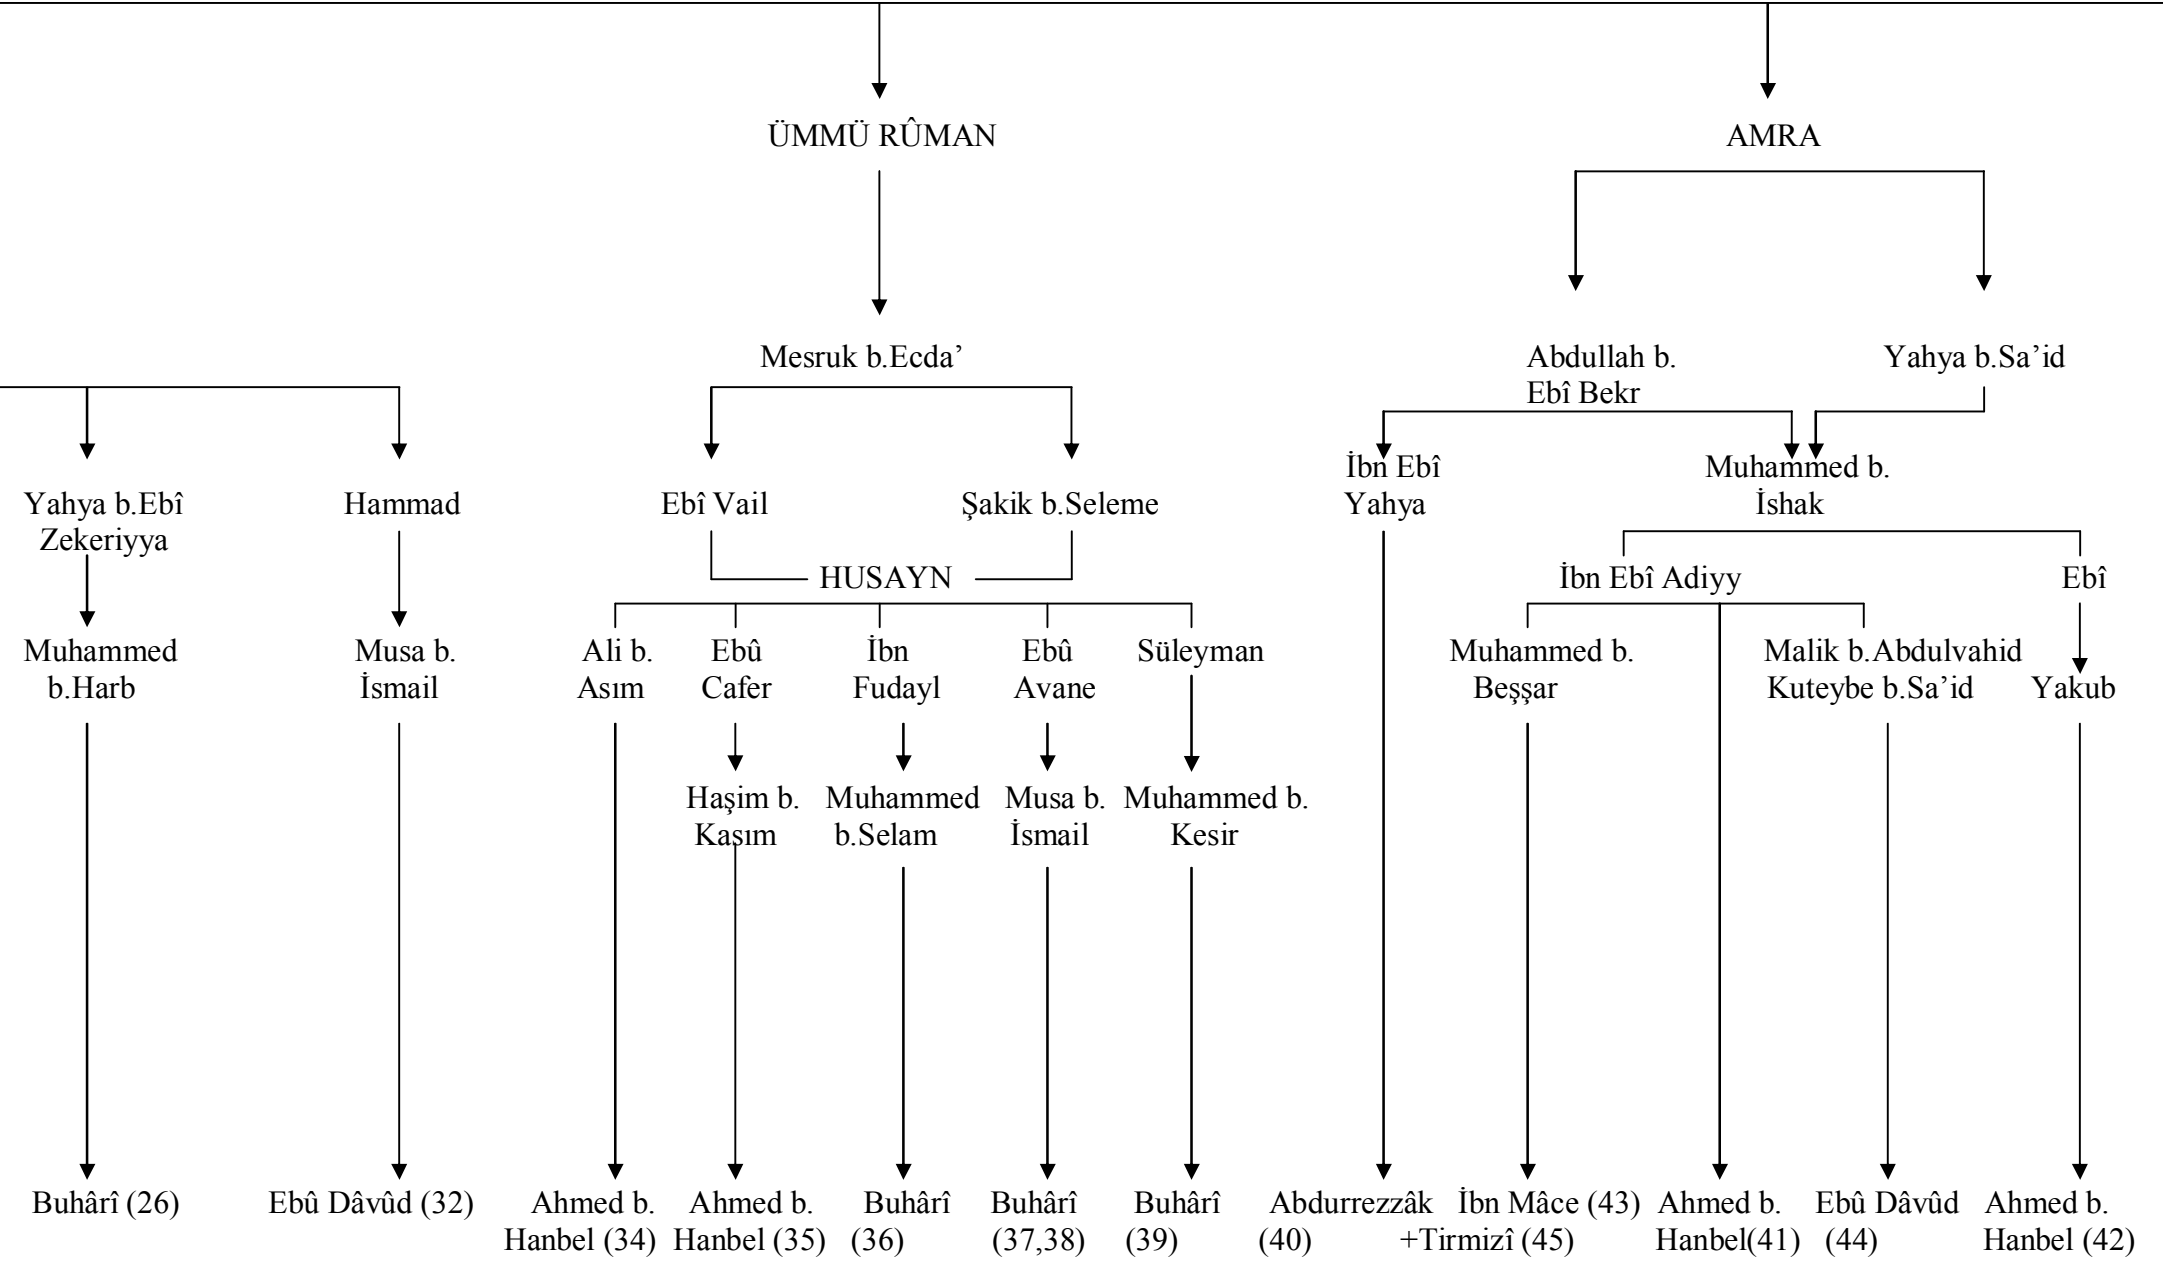 ÜMMÜ RÛMAN
AMRA
Mesruk b.Ecda’
Abdullah b.
Ebî Bekr
Yahya b.Sa’id
Yahya b.Ebî
Zekeriyya
Hammad
Ebî Vail
Şakik b.Seleme
İbn Ebî
Yahya
Muhammed b.
İshak
HUSAYN
İbn Ebî Adiyy
Ebî
Muhammed
b.Harb
Musa b.
İsmail
Ali b.
Asım
Ebû
Cafer
İbn
Fudayl
Ebû
Avane
Süleyman
Muhammed b.
Beşşar
Malik b.Abdulvahid
Kuteybe b.Sa’id
Yakub
Haşim b.
Kasım
Muhammed
b.Selam
Musa b.
İsmail
Muhammed b.
Kesir
Buhârî (26)
Ebû Dâvûd (32)
Ahmed b.
Hanbel (34)
Ahmed b.
Hanbel (35)
Buhârî
(36)
Buhârî
(37,38)
Buhârî
(39)
Abdurrezzâk
(40)
İbn Mâce (43)
+Tirmizî (45)
Ahmed b.
Hanbel(41)
Ebû Dâvûd
(44)
Ahmed b.
Hanbel (42)